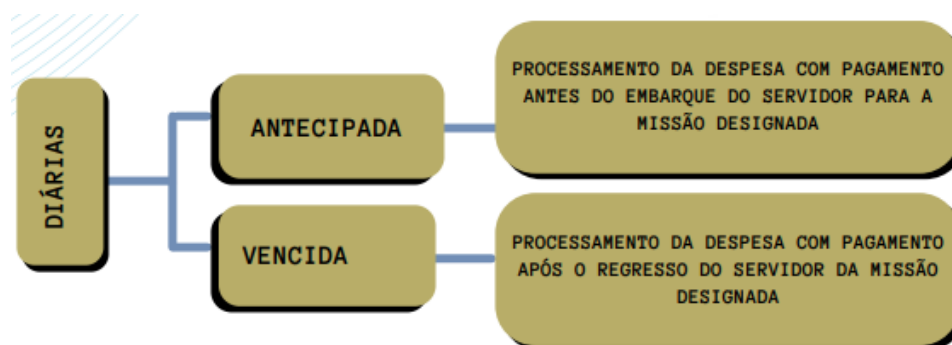 DIÁRIAS
ANTECIPADA
PROCESSAMENTO DA DESPESA COM PAGAMENTO
ANTES DO EMBARQUE DO SERVIDOR PARA A
MISSÃO DESIGNADA
VENCIDA
PROCESSAMENTO DA DESPESA COM PAGAMENTO
APÓS O REGRESSO DO SERVIDOR DA MISSÃO
DESIGNADA